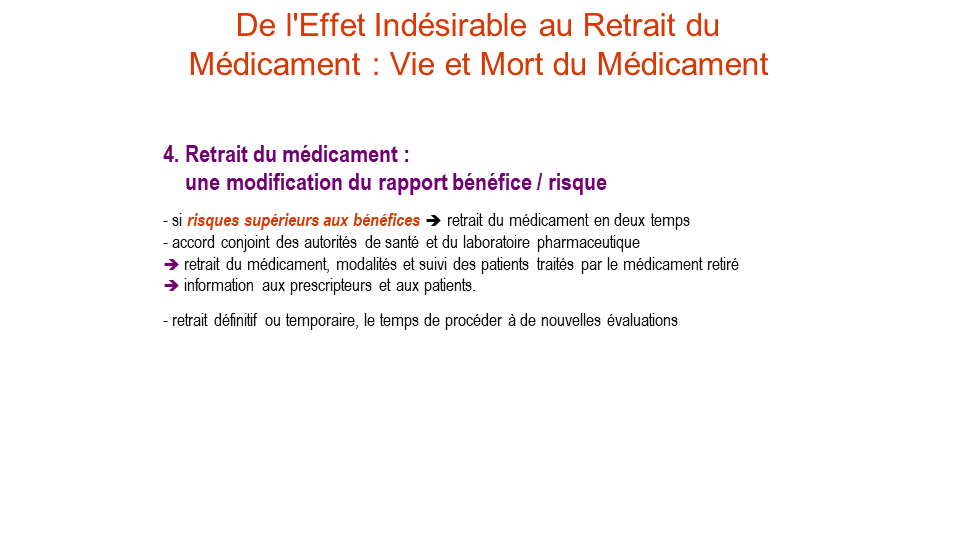 De l'Effet Indésirable au Retrait du
Médicament : Vie et Mort du Médicament
4. Retrait du médicament :
une modification du rapport bénéfice / risque
- si risques supérieurs aux bénéfices ➔ retrait du médicament en deux temps
- accord conjoint des autorités de santé et du laboratoire pharmaceutique
➔ retrait du médicament, modalités et suivi des patients traités par le médicament retiré
➔ information aux prescripteurs et aux patients.
- retrait définitif ou temporaire, le temps de procéder à de nouvelles évaluations